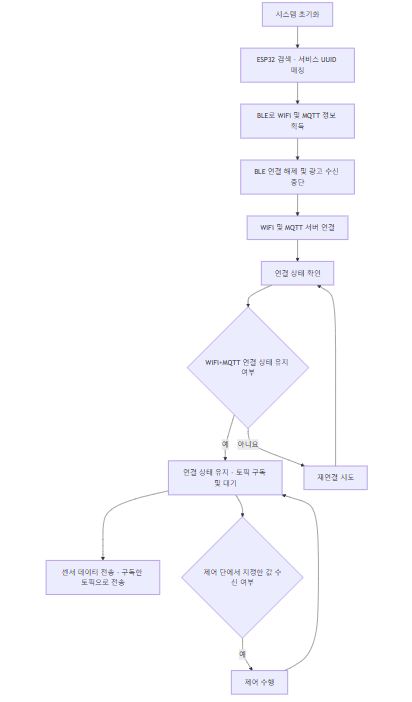 시스템 초기화
ESP32 검색 · 서비스 UUID
매칭
BLE로 WIFI 및 MQTT 정보
획득
BLE 연결 해제 및 광고 수신
중단
WIFI 및 MQTT 서버 연결
연결 상태 확인
WIFI+MQTT 연결 상태 유지
여부
예
아니요
연결 상태 유지 · 토픽 구독
및 대기
재연결 시도
센서 데이터 전송 · 구독한
토픽으로 전송
제어 단에서 지정한 값 수
신 여부
예
제어 수행